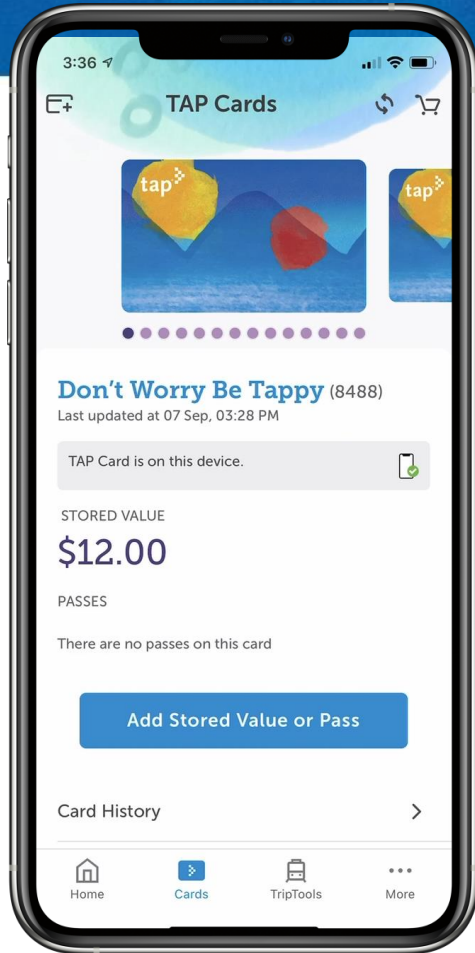 3:36
TAP Cards
tap
tap
Don't Worry Be Tappy (8488)
Last updated at 07 Sep, 03:28 PM
TAP Card is on this device.
STORED VALUE
$12.00
PASSES
There are no passes on this card
Add Stored Value or Pass
Card History
Home
Cards
TripTools
More